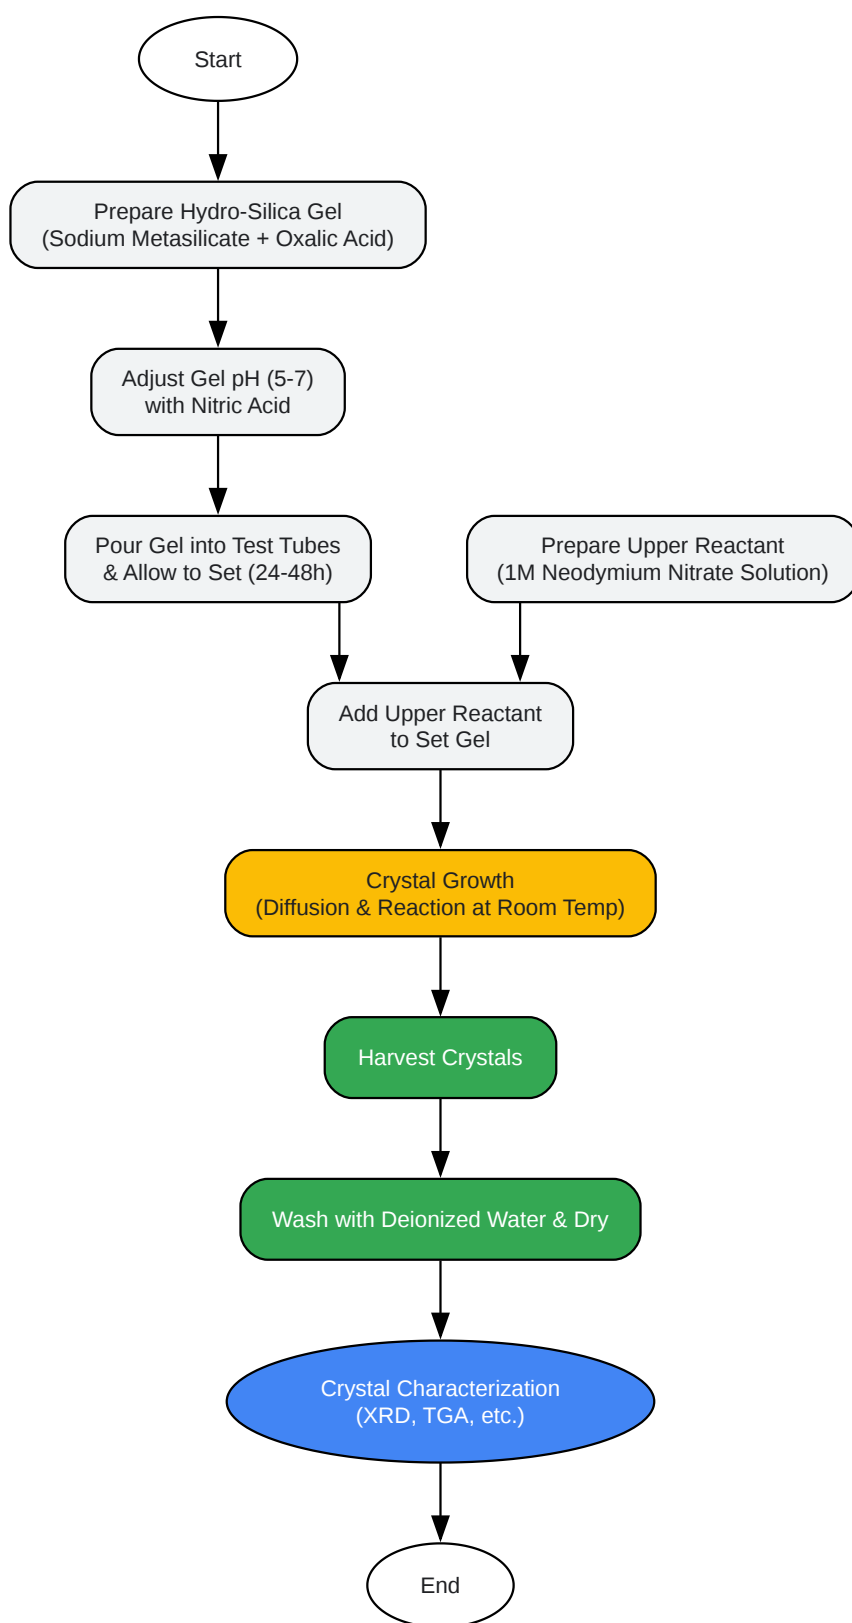 Start
Prepare Hydro-Silica Gel
(Sodium Metasilicate + Oxalic Acid)
Adjust Gel pH (5-7)
with Nitric Acid
Pour Gel into Test Tubes
& Allow to Set (24-48h)
Prepare Upper Reactant
(1M Neodymium Nitrate Solution)
Add Upper Reactant
to Set Gel
Crystal Growth
(Diffusion & Reaction at Room Temp)
Harvest Crystals
Wash with Deionized Water & Dry
Crystal Characterization
(XRD, TGA, etc.)
End